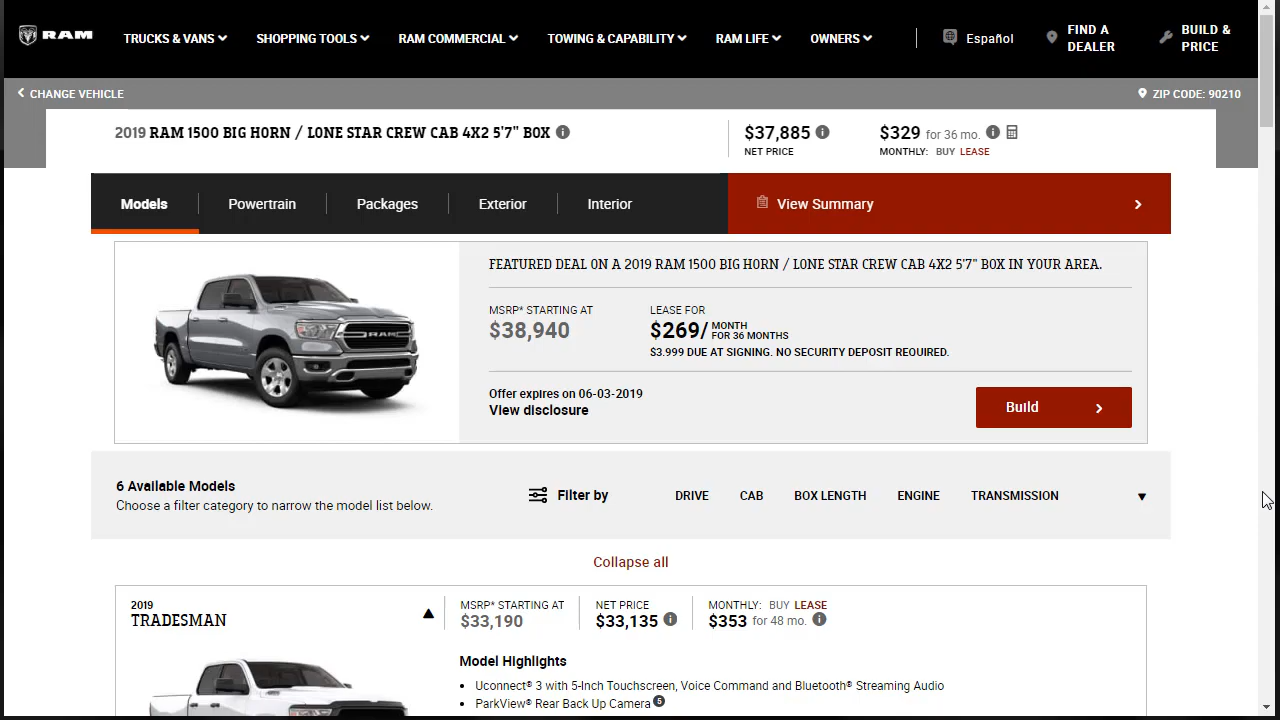 RAM
TRUCKS & VANS
SHOPPING TOOLS
RAM COMMERCIAL
TOWING & CAPABILITY
RAM LIFE
OWNERS
Español
FIND A
DEALER
BUILD &
PRICE
CHANGE VEHICLE
ZIP CODE: 90210
2019 RAM 1500 BIG HORN / LONE STAR CREW CAB 4X2 5'7" BOX
$37,885
NET PRICE
$329 for 36 mo.
MONTHLY: BUY LEASE
Models
Powertrain
Packages
Exterior
Interior
View Summary
FEATURED DEAL ON A 2019 RAM 1500 BIG HORN / LONE STAR CREW CAB 4X2 5'7" BOX IN YOUR AREA.
MSRP* STARTING AT
$38,940
LEASE FOR
$269/ MONTH
FOR 36 MONTHS
$3.999 DUE AT SIGNING. NO SECURITY DEPOSIT REQUIRED.
Offer expires on 06-03-2019
View disclosure
Build
6 Available Models
Choose a filter category to narrow the model list below.
Filter by
DRIVE
CAB
BOX LENGTH
ENGINE
TRANSMISSION
Collapse all
2019
TRADESMAN
MSRP* STARTING AT
$33,190
NET PRICE
$33,135
MONTHLY: BUY LEASE
$353 for 48 mo.
Model Highlights
• Uconnect® 3 with 5-Inch Touchscreen, Voice Command and Bluetooth® Streaming Audio
• ParkView® Rear Back Up Camera 5